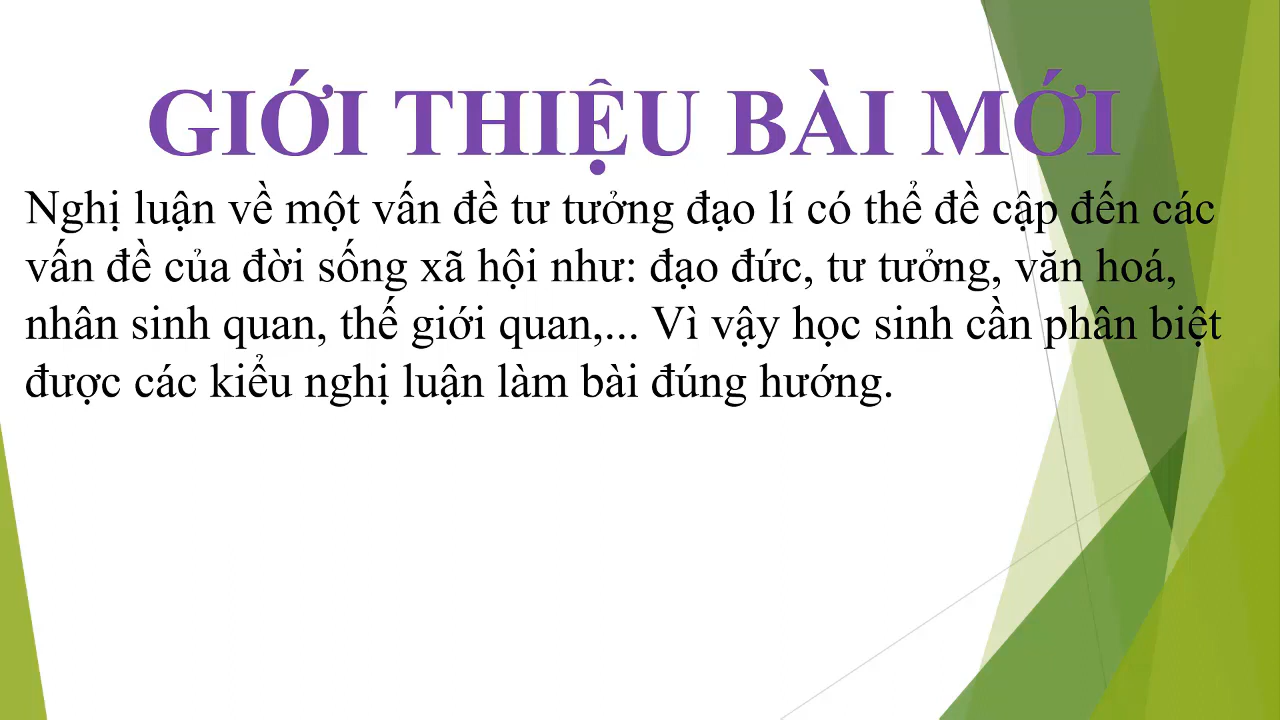 GIỚI THIỆU BÀI MỚI
Nghị luận về một vấn đề tư tưởng đạo lí có thể đề cập đến các
vấn đề của đời sống xã hội như: đạo đức, tư tưởng, văn hoá,
nhân sinh quan, thế giới quan,... Vì vậy học sinh cần phân biệt
được các kiểu nghị luận làm bài đúng hướng.